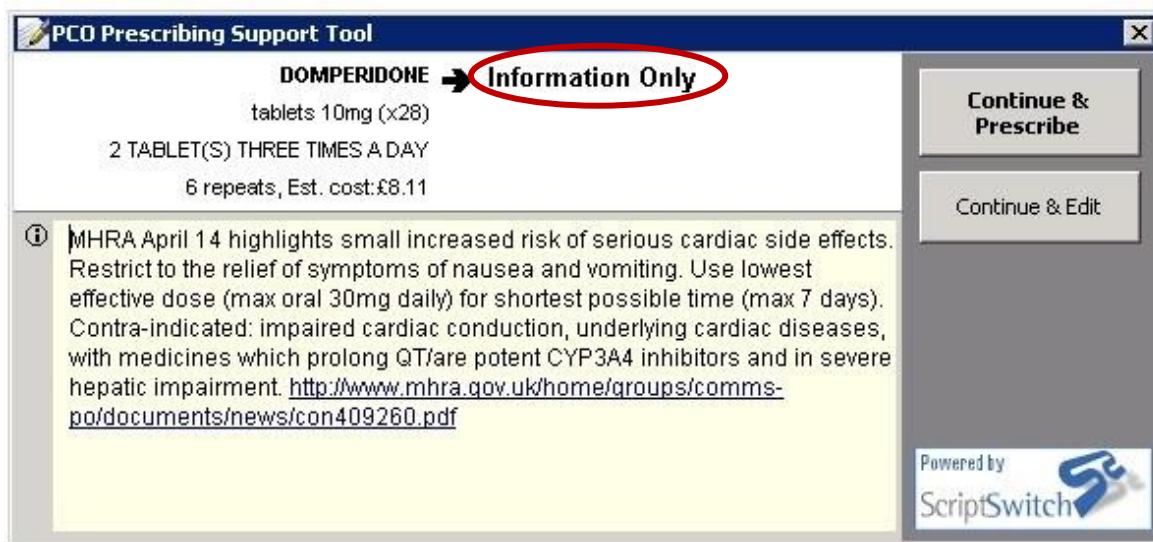 PCO Prescribing Support Tool
DOMPERIDONE ➔ Information Only
tablets 10mg (x28)
2 TABLET(S) THREE TIMES A DAY
6 repeats, Est. cost:£8.11
Continue &
Prescribe
Continue & Edit
MHRA April 14 highlights small increased risk of serious cardiac side effects.
Restrict to the relief of symptoms of nausea and vomiting. Use lowest
effective dose (max oral 30mg daily) for shortest possible time (max 7 days).
Contra-indicated: impaired cardiac conduction, underlying cardiac diseases,
with medicines which prolong QT/are potent CYP3A4 inhibitors and in severe
hepatic impairment. http://www.mhra.gov.uk/home/groups/comms-
po/documents/news/con409260.pdf
Powered by
ScriptSwitch